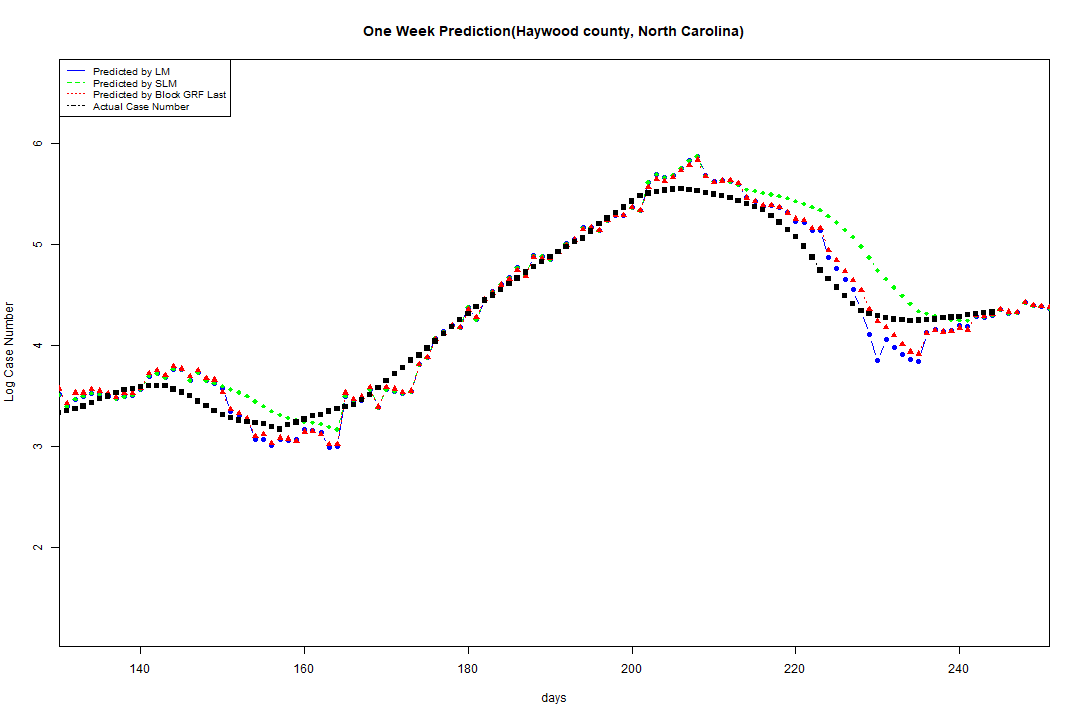 One Week Prediction(Haywood county, North Carolina)
Predicted by LM
Predicted by SLM
Predicted by Block GRF Last
Actual Case Number
6
5
4
3
2
Log Case Number
140 160 180 200 220 240
days